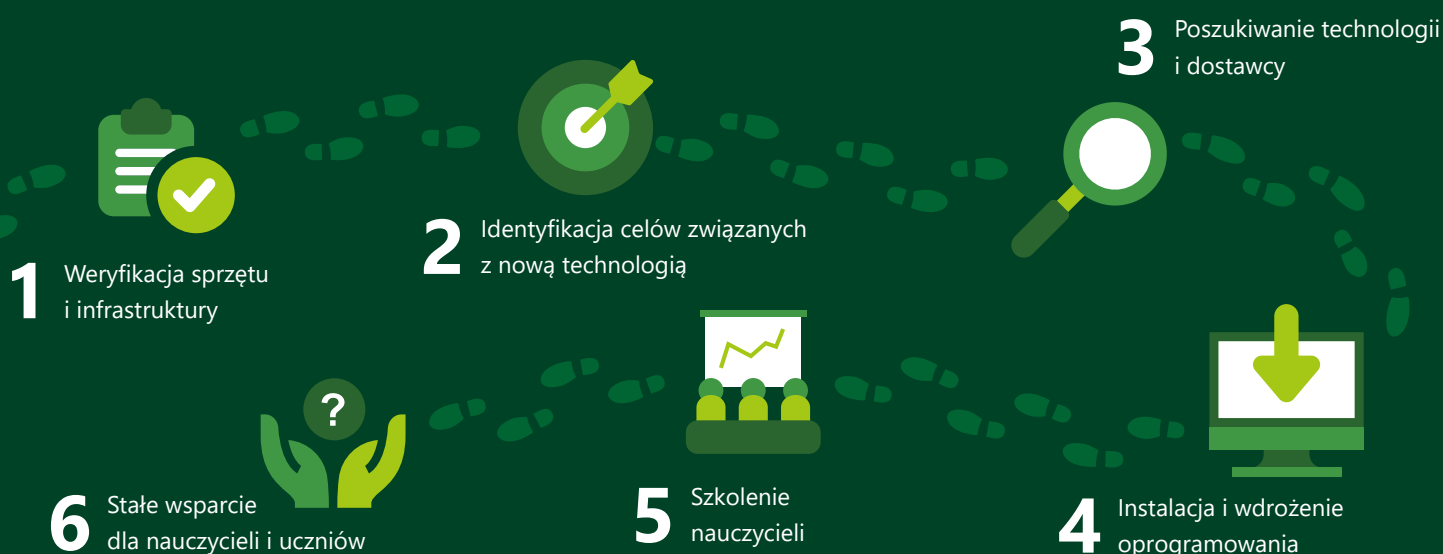 1 Weryfikacja sprzętu
i infrastruktury
2 Identyfikacja celów związanych
z nową technologią
3 Poszukiwanie technologii
i dostawcy
4 Instalacja i wdrożenie
oprogramowania
5 Szkolenie
nauczycieli
?
6 Stałe wsparcie
dla nauczycieli i uczniów